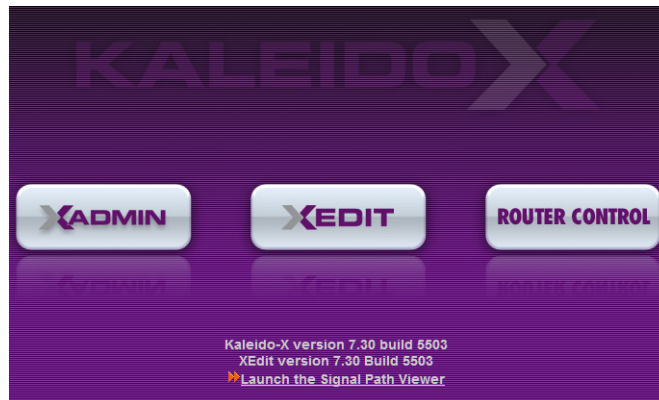 KALEIDO X
XADMIN
XEDIT
ROUTER CONTROL
Kaleido-X version 7.30 build 5503
XEdit version 7.30 Build 5503
Launch the Signal Path Viewer